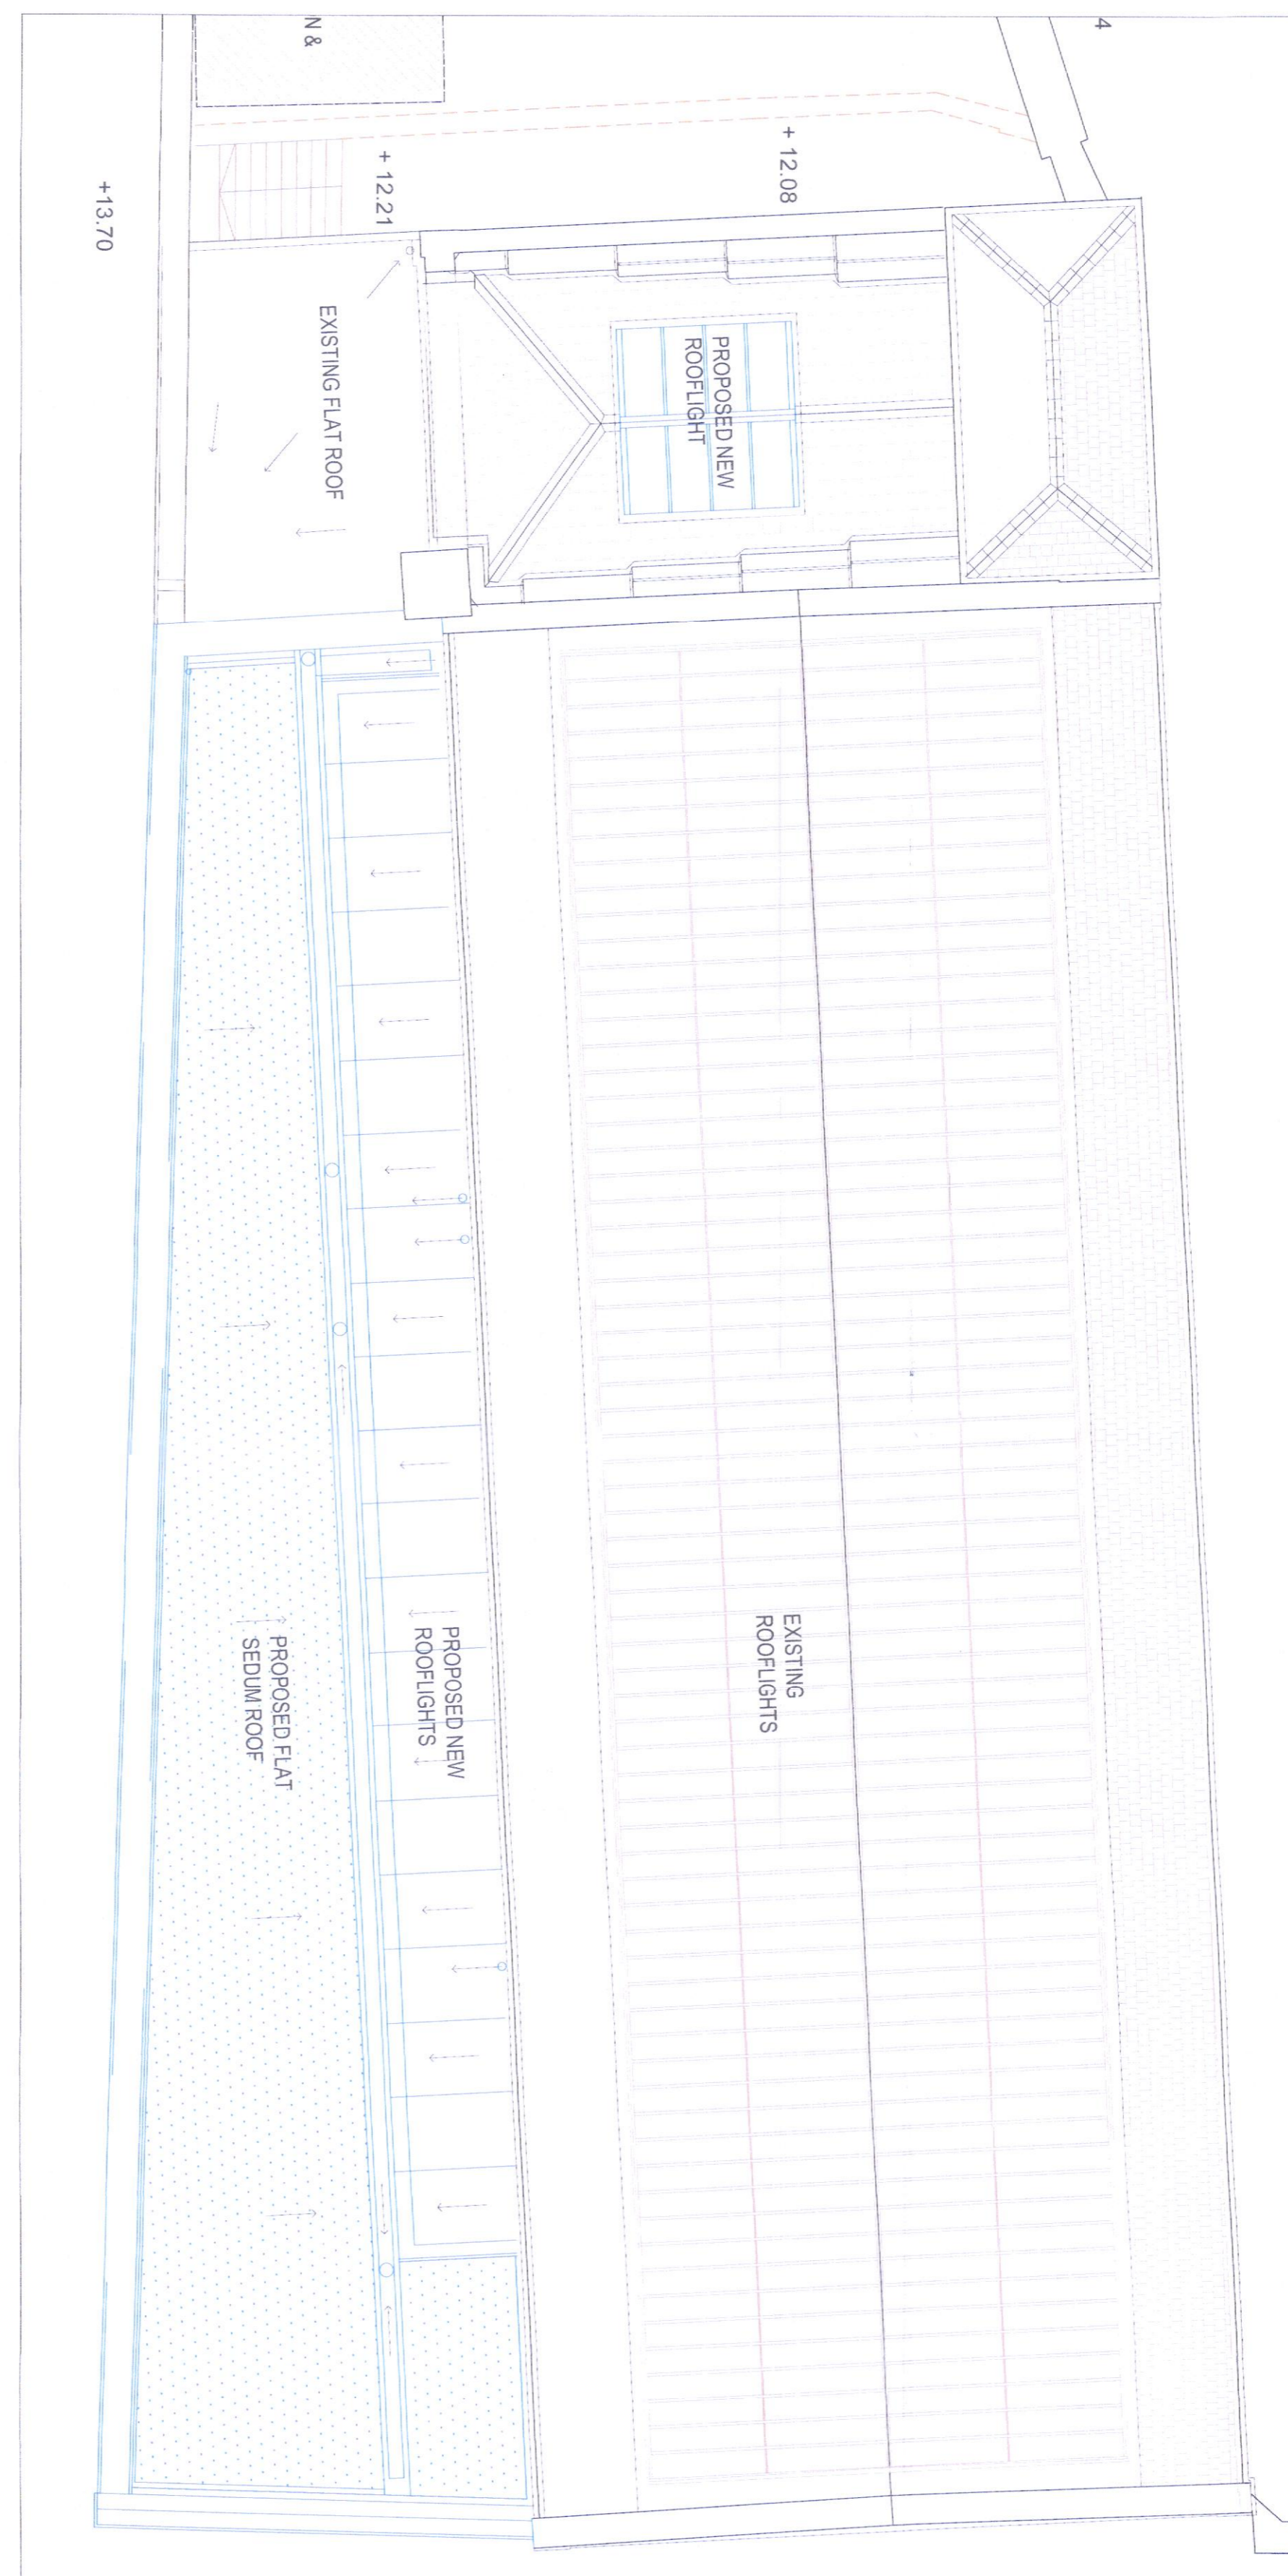 N &
4
+ 12.08
+ 12.21
+13.70
EXISTING FLAT ROOF
PROPOSED NEW
ROOFLIGHT
EXISTING
ROOFLIGHTS
PROPOSED NEW
ROOFLIGHTS
PROPOSED FLAT
SEDUM ROOF